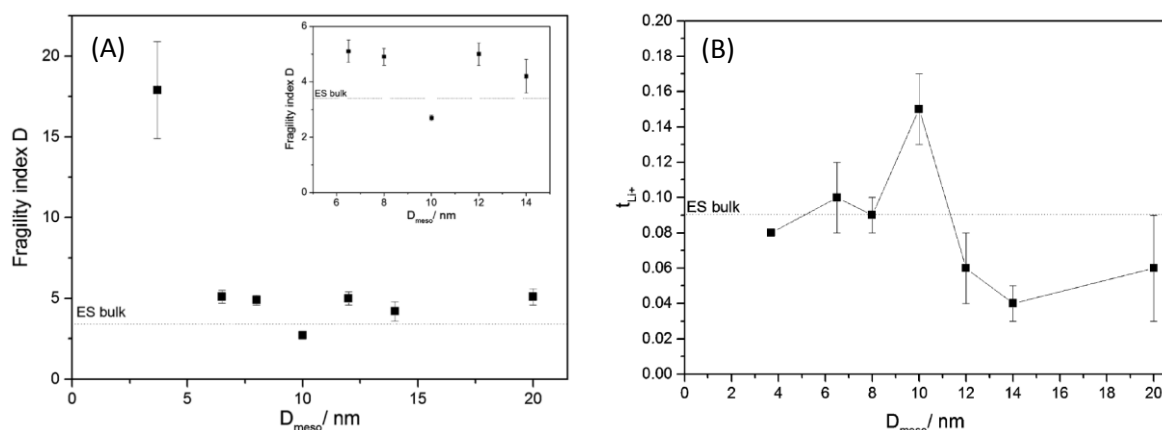 (A)
Fragility index D
20
15
10
5
0
ES bulk
0 5 10 15 20
D_meso/ nm
Fragility index D
6
4
2
0
ES bulk
6 8 10 12 14
D_meso/ nm
(B)
t_Li+
0.20
0.18
0.16
0.14
0.12
0.10
0.08
0.06
0.04
0.02
0.00
ES bulk
0 2 4 6 8 10 12 14 16 18 20
D_meso/ nm